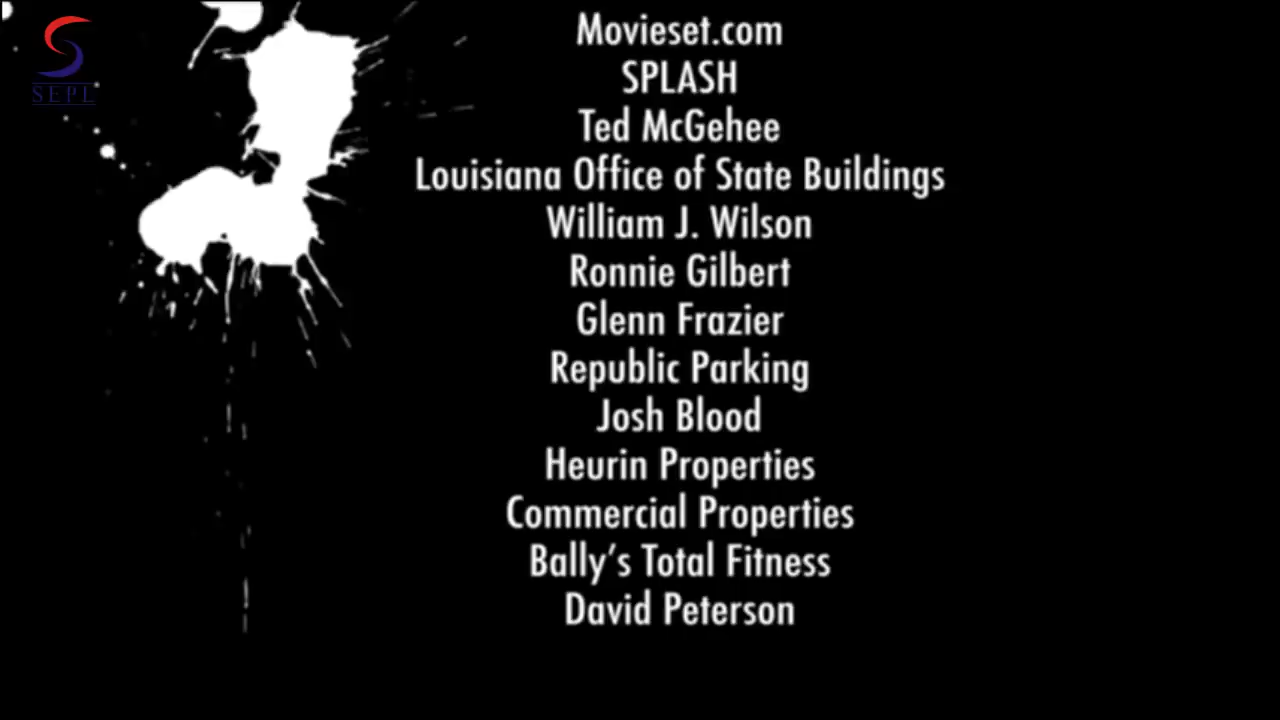 SEPL
Movieset.com
SPLASH
Ted McGehee
Louisiana Office of State Buildings
William J. Wilson
Ronnie Gilbert
Glenn Frazier
Republic Parking
Josh Blood
Heurin Properties
Commercial Properties
Bally’s Total Fitness
David Peterson